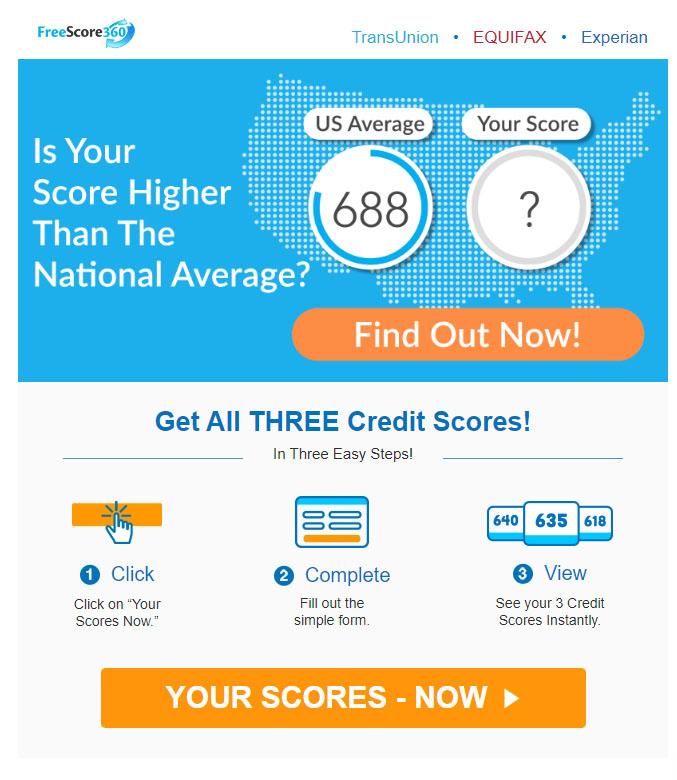 FreeScore360
TransUnion • EQUIFAX • Experian
Is Your
Score Higher
Than The
National Average?
US Average
688
Your Score
?
Find Out Now!
Get All THREE Credit Scores!
In Three Easy Steps!
1 Click
Click on “Your
Scores Now.”
2 Complete
Fill out the
simple form.
640 635 618
3 View
See your 3 Credit
Scores Instantly.
YOUR SCORES - NOW